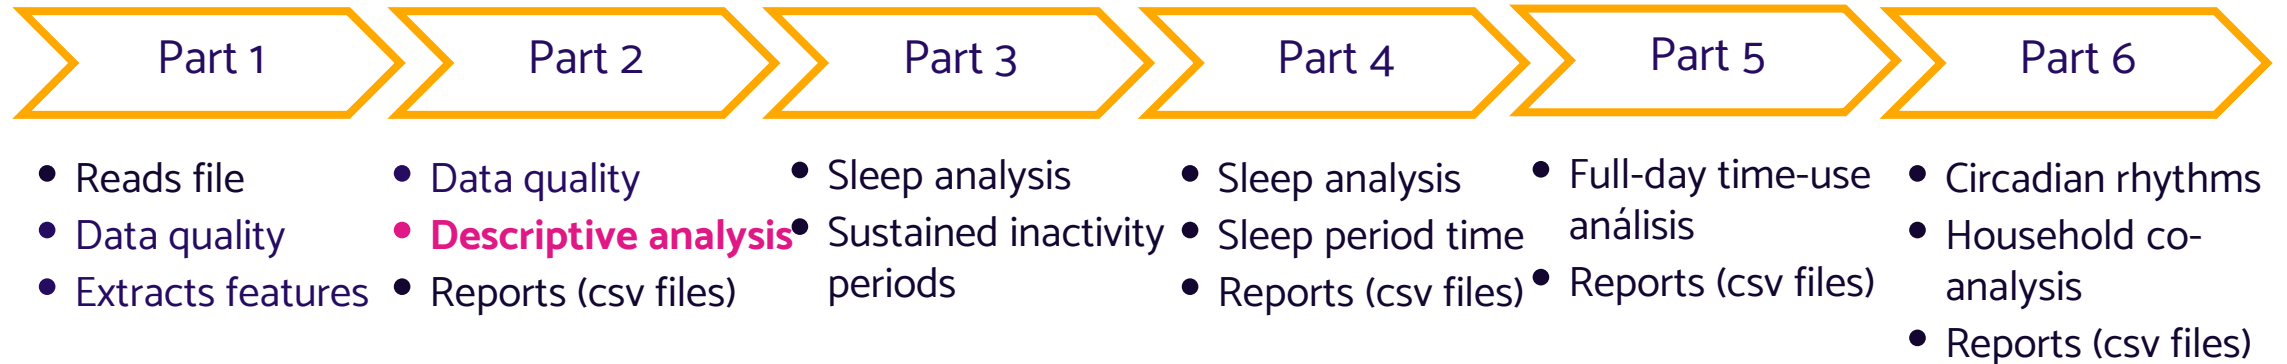 Part 1
Part 2
Part 3
Part 4
Part 5
Part 6
• Reads file
• Data quality
• Extracts features
• Data quality
• Descriptive analysis
• Reports (csv files)
• Sleep analysis
• Sustained inactivity
periods
• Sleep analysis
• Sleep period time
• Reports (csv files)
• Full-day time-use
análisis
• Reports (csv files)
• Circadian rhythms
• Household co-
analysis
• Reports (csv files)